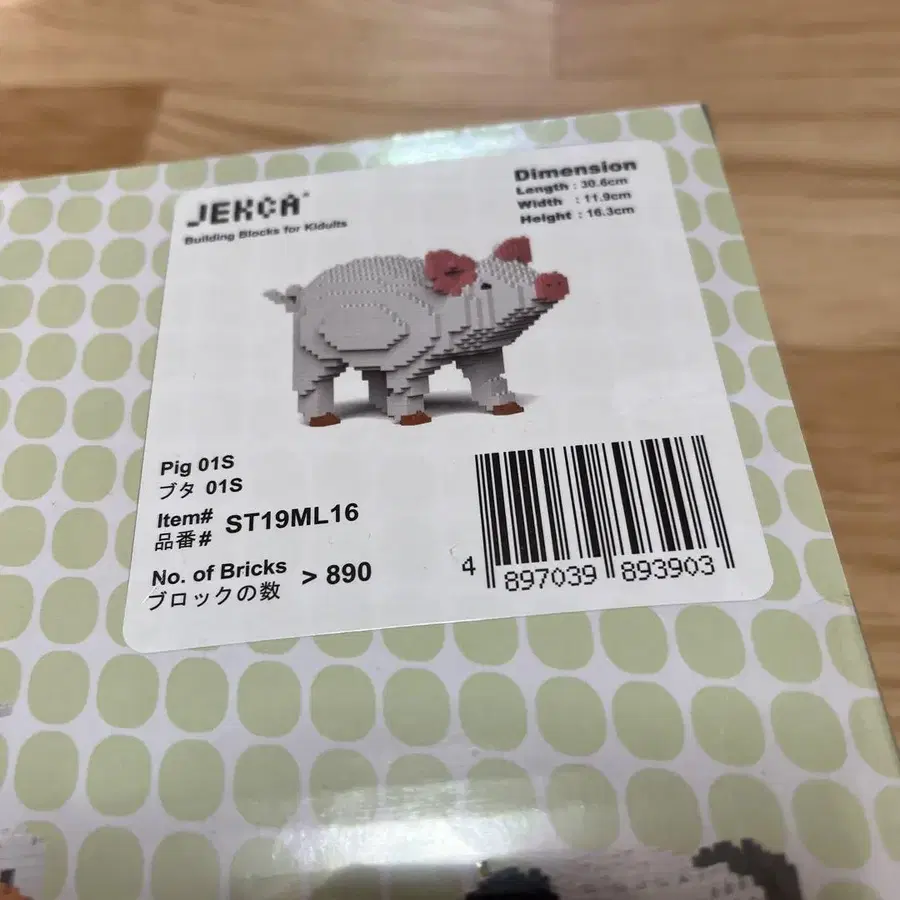 JEKCA
Building Blocks for Kidults
Dimension
Length : 30.6cm
Width : 11.9cm
Height : 16.3cm
Pig 01S
ブタ 01S
Item#
品番# ST19ML16
No. of Bricks
ブロックの数 > 890
4 897039 893903